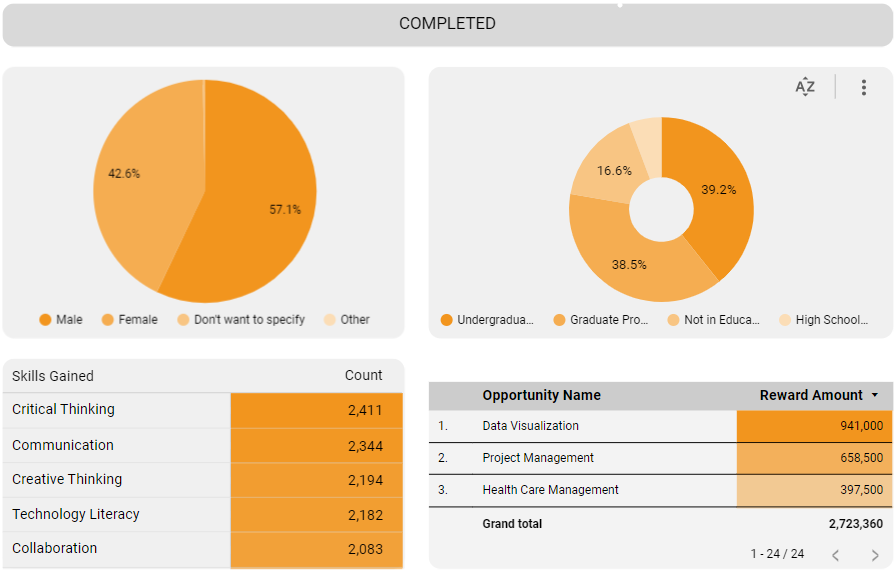 COMPLETED
42.6%
57.1%
Male Female Don't want to specify Other
AZ
16.6%
39.2%
38.5%
Undergradua... Graduate Pro... Not in Educa... High School...
Skills Gained Count
Critical Thinking 2,411
Communication 2,344
Creative Thinking 2,194
Technology Literacy 2,182
Collaboration 2,083
Opportunity Name Reward Amount
1. Data Visualization 941,000
2. Project Management 658,500
3. Health Care Management 397,500
Grand total 2,723,360
1 - 24 / 24